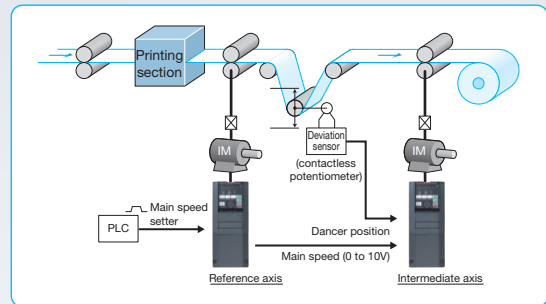 Printing
section
Deviation
sensor
(contactless
potentiometer)
IM
IM
Main speed
setter
PLC
Dancer position
Main speed (0 to 10V)
Reference axis
Intermediate axis